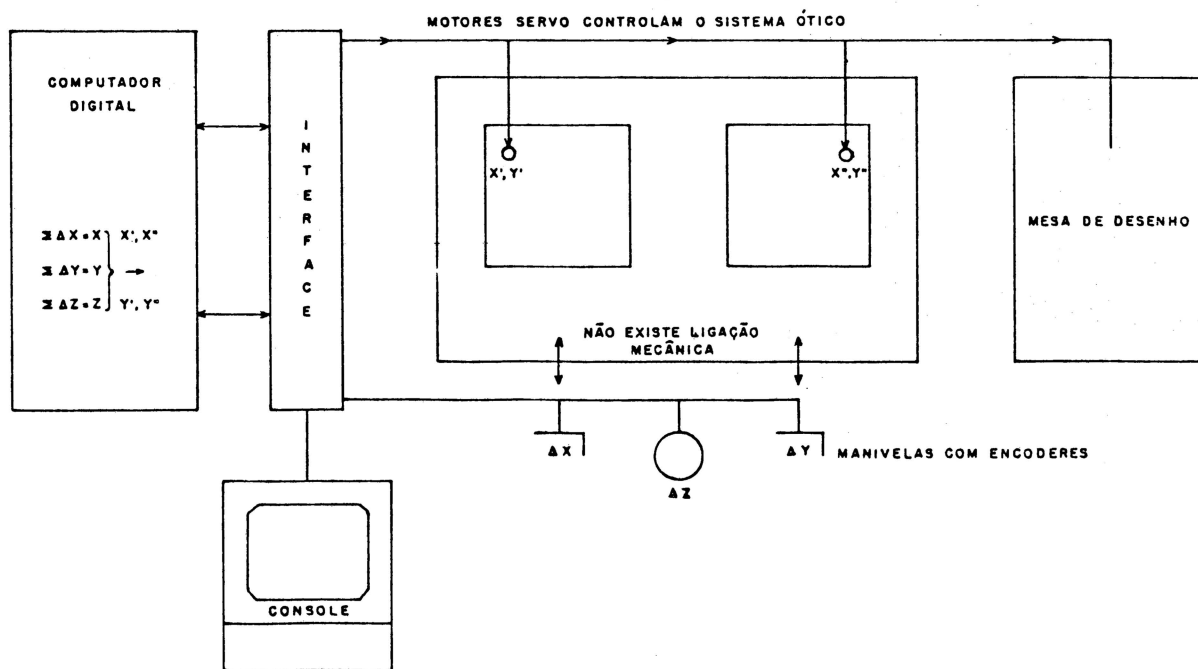 MOTORES SERVO CONTROLAM O SISTEMA ÓTICO
COMPUTADOR
DIGITAL
INTERFACE
X', Y'
X", Y"
MESA DE DESENHO
Σ ΔX = X
X', X"
Σ ΔY = Y
Σ ΔZ = Z
Y', Y"
NÃO EXISTE LIGAÇÃO
MECÂNICA
ΔX
ΔY
MANIVELAS COM ENCODERES
ΔZ
CONSOLE